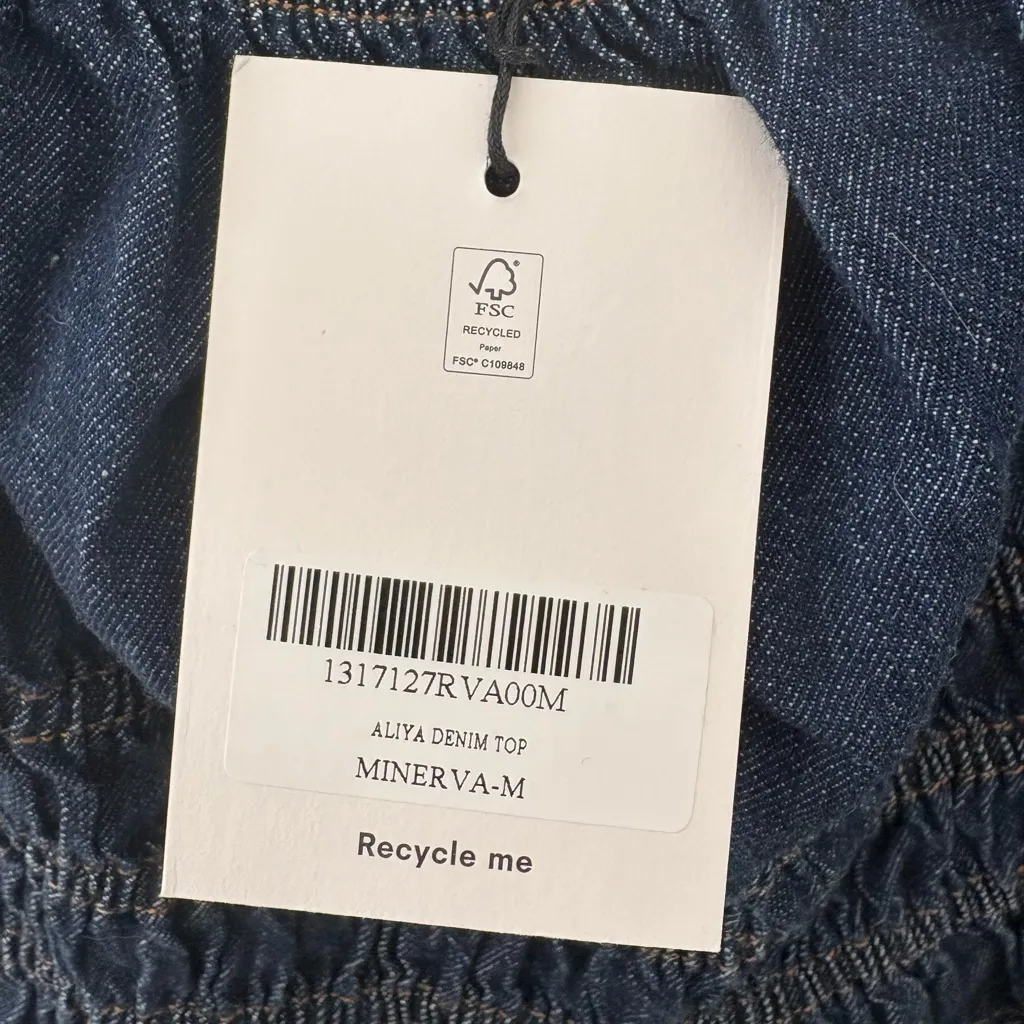 FSC
RECYCLED
Paper
FSC® C109848
1317127RVA00M
ALIYA DENIM TOP
MINERVA-M
Recycle me